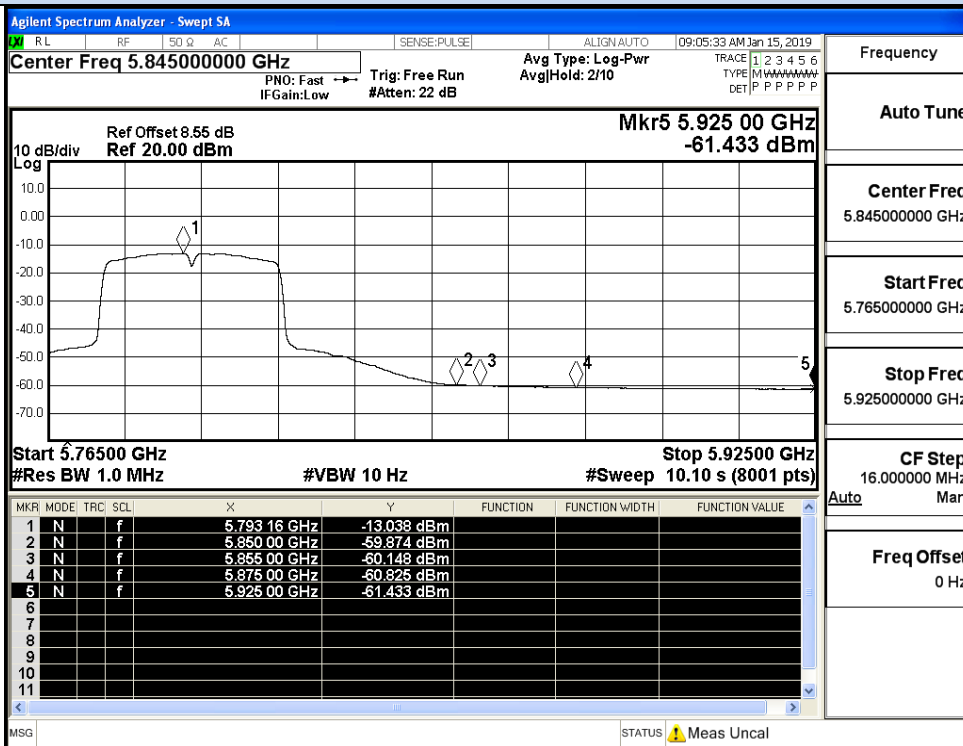 Agilent Spectrum Analyzer - Swept SA
LXI RL RF 50 Ω AC SENSE:PULSE ALIGN AUTO 09:05:33 AM Jan 15, 2019
Center Freq 5.845000000 GHz
PNO: Fast
IFGain:Low
Trig: Free Run
#Atten: 22 dB
Avg Type: Log-Pwr
Avg|Hold: 2/10
TRACE 1 2 3 4 5 6
TYPE M WWWWW
DET P P P P P P
Mkr5 5.925 00 GHz
-61.433 dBm
Ref Offset 8.55 dB
10 dB/div Ref 20.00 dBm
Log
10.0
0.00
-10.0
-20.0
-30.0
-40.0
-50.0
-60.0
-70.0
1
2
3
4
5
Start 5.76500 GHz Stop 5.92500 GHz
#Res BW 1.0 MHz #VBW 10 Hz #Sweep 10.10 s (8001 pts)
MKR MODE TRC SCL X Y FUNCTION FUNCTION WIDTH FUNCTION VALUE
1 N f 5.793 16 GHz -13.038 dBm
2 N f 5.850 00 GHz -59.874 dBm
3 N f 5.855 00 GHz -60.148 dBm
4 N f 5.875 00 GHz -60.825 dBm
5 N f 5.925 00 GHz -61.433 dBm
6
7
8
9
10
11
MSG STATUS Meas Uncal
Frequency
Auto Tune
Center Freq
5.845000000 GHz
Start Freq
5.765000000 GHz
Stop Freq
5.925000000 GHz
CF Step
16.000000 MHz
Auto Man
Freq Offset
0 Hz